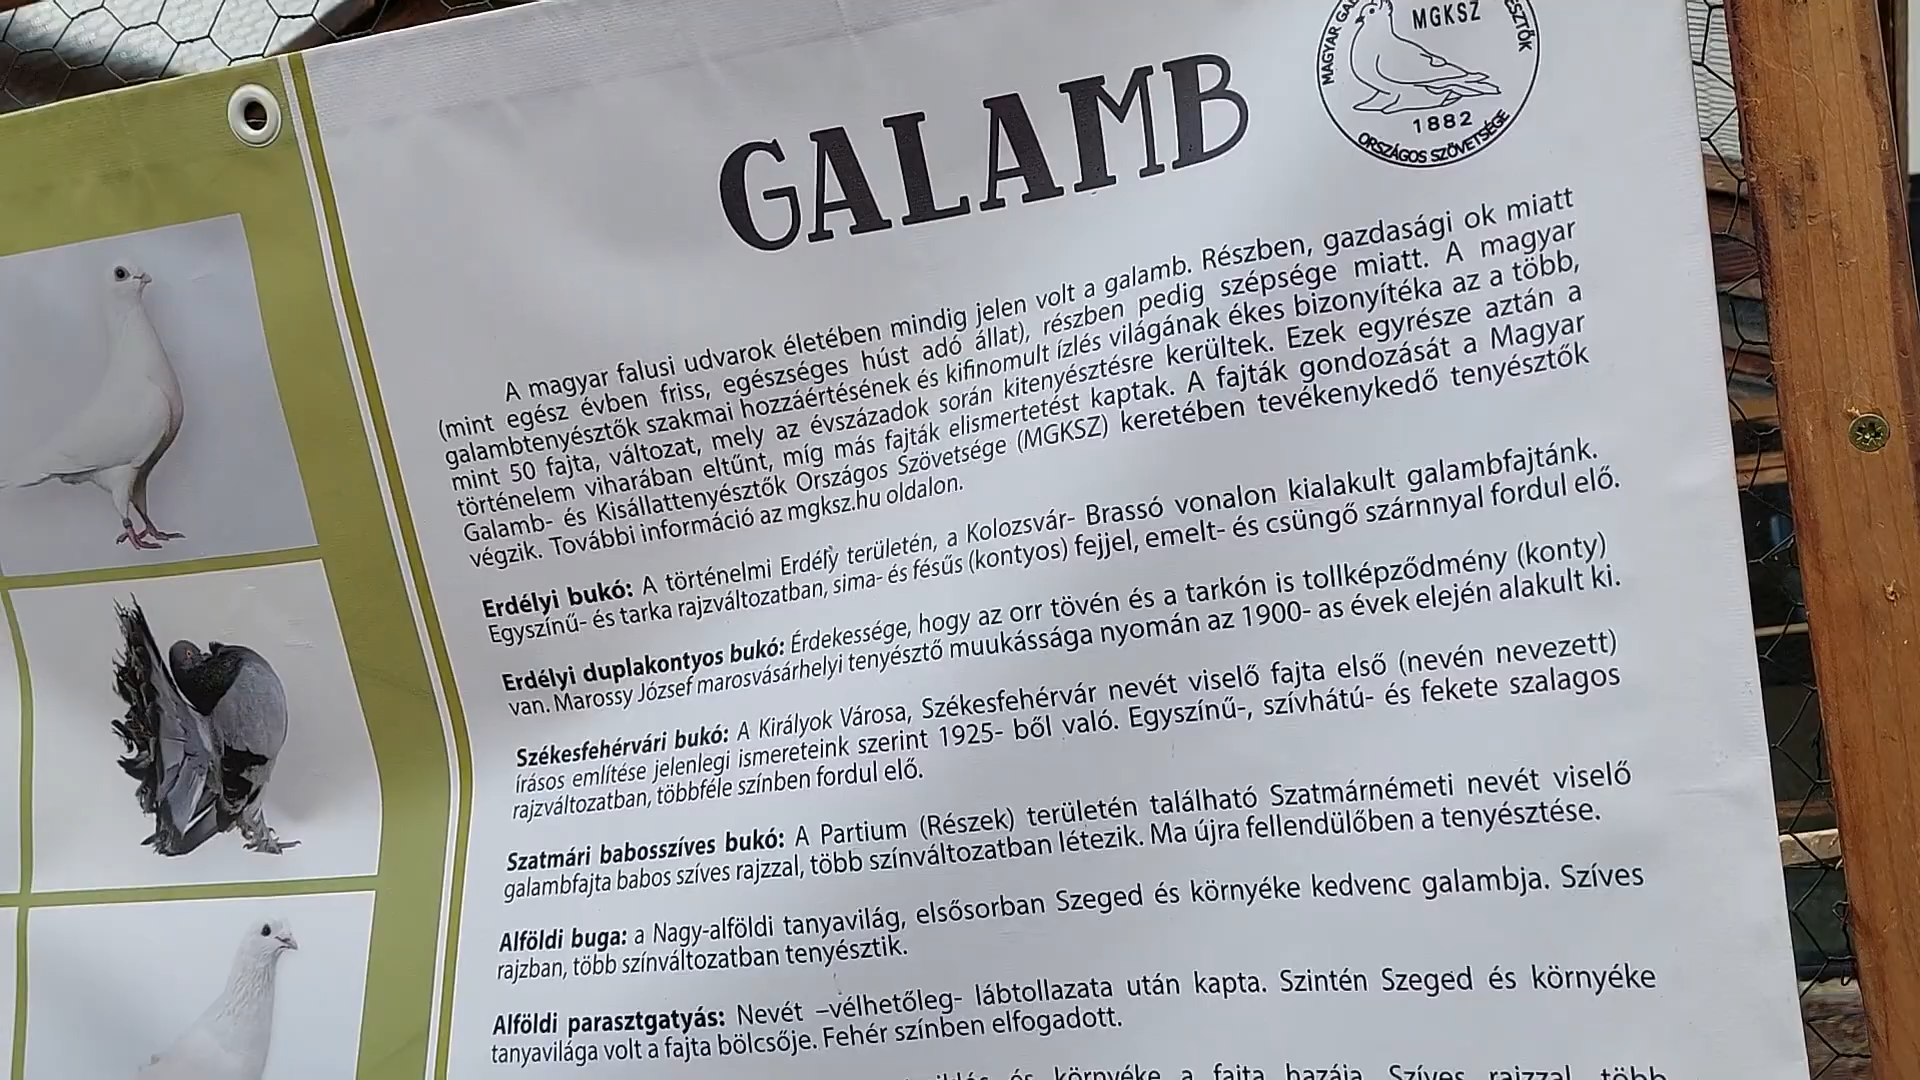 GALAMB
MAGYAR
MGKSZ
1882
ORSZÁGOS SZÖVETSÉGE
A magyar falusi udvarok életében mindig jelen volt a galamb. Részben, gazdasági ok miatt
(mint egész évben friss, egészséges húst adó állat), részben pedig szépsége miatt. A magyar
galambtenyésztők szakmai hozzáértésének és kifinomult ízlés világának ékes bizonyítéka az a több,
mint 50 fajta, változat, mely az évszázadok során kitenyésztésre kerültek. Ezek egyrésze aztán a
történelem viharában eltűnt, míg más fajták elismertetést kaptak. A fajták gondozását a Magyar
Galamb- és Kisállattenyésztők Országos Szövetsége (MGKSZ) keretében tevékenykedő tenyésztők
végzik. További információ az mgksz.hu oldalon.
Erdélyi bukó: A történelmi Erdély területén, a Kolozsvár- Brassó vonalon kialakult galambfajtánk.
Egyszínű- és tarka rajzváltozatban, sima- és fésűs (kontyos) fejjel, emelt- és csüngő szárnnyal fordul elő.
Erdélyi duplakontyos bukó: Érdekessége, hogy az orr tövén és a tarkón is tollképződmény (konty)
van. Marossy József marosvásárhelyi tenyésztő muukássága nyomán az 1900- as évek elején alakult ki.
Székesfehérvári bukó: A Királyok Városa, Székesfehérvár nevét viselő fajta első (nevén nevezett)
írásos említése jelenlegi ismereteink szerint 1925- ből való. Egyszínű-, szívhátú- és fekete szalagos
rajzváltozatban, többféle színben fordul elő.
Szatmári babosszíves bukó: A Partium (Részek) területén található Szatmárnémeti nevét viselő
galambfajta babos szíves rajzzal, több színváltozatban létezik. Ma újra fellendülőben a tenyésztése.
Alföldi buga: a Nagy-alföldi tanyavilág, elsősorban Szeged és környéke kedvenc galambja. Szíves
rajzban, több színváltozatban tenyésztik.
Alföldi parasztgatyás: Nevét –vélhetőleg- lábtollazata után kapta. Szintén Szeged és környéke
tanyavilága volt a fajta bölcsője. Fehér színben elfogadott.
és környéke a fajta hazája. Szíves rajzzal, több